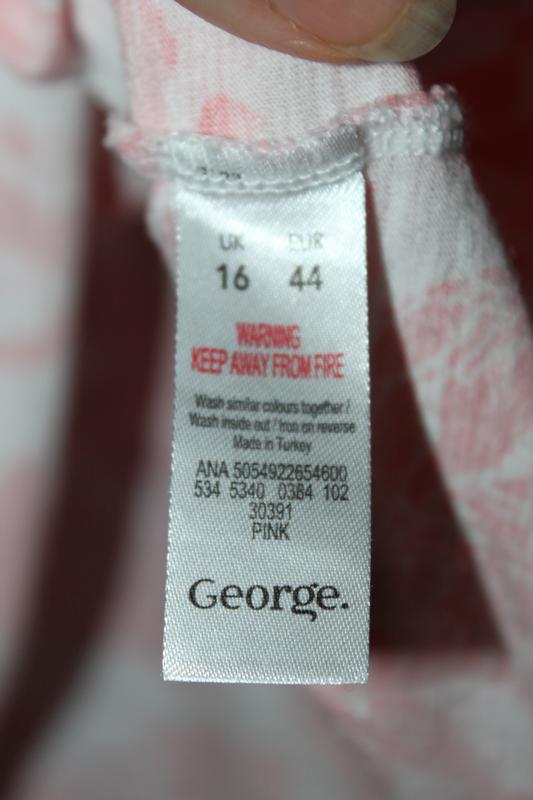 UK EUR
16 44
WARNING
KEEP AWAY FROM FIRE
Wash similar colours together /
Wash inside out / Iron on reverse
Made in Turkey
ANA 5054922654600
534 5340 0384 102
30391
PINK
George.